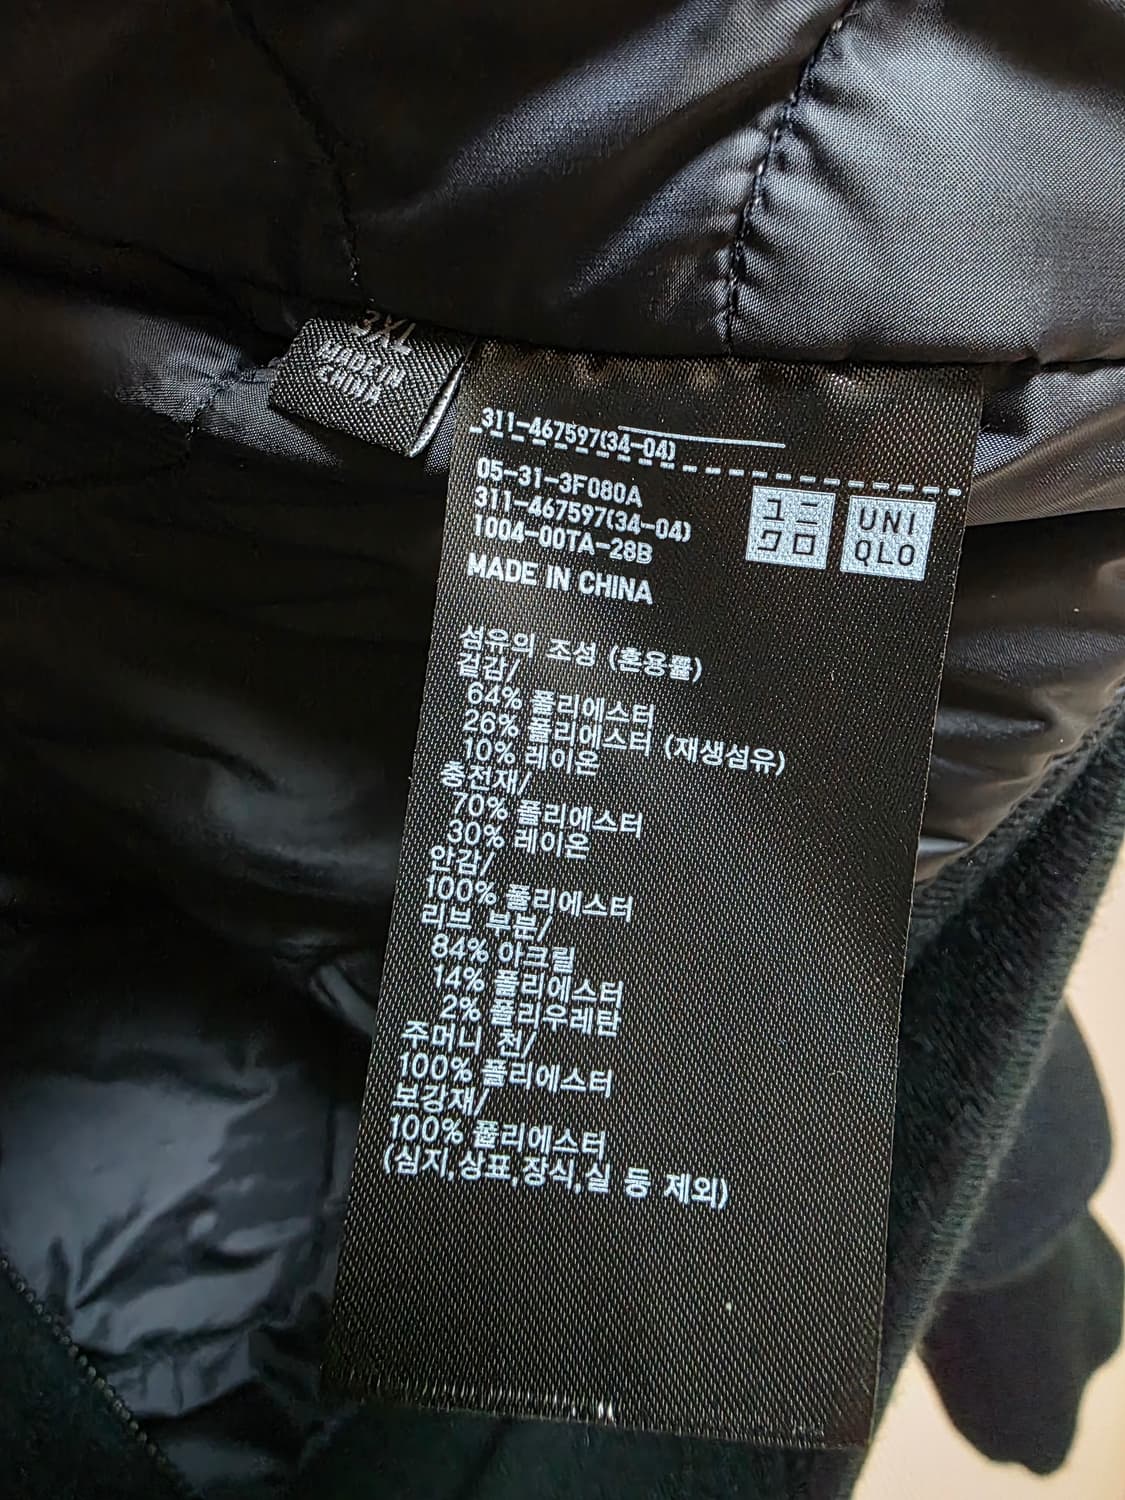 3XL
MADE IN
CHINA
311-467597(34-04)
05-31-3F080A
311-467597(34-04)
1004-00TA-28B
MADE IN CHINA
ユニ
クロ
UNI
QLO
섬유의 조성 (혼용률)
겉감/
64% 폴리에스터
26% 폴리에스터 (재생섬유)
10% 레이온
충전재/
70% 폴리에스터
30% 레이온
안감/
100% 폴리에스터
리브 부분/
84% 아크릴
14% 폴리에스터
2% 폴리우레탄
주머니 천/
100% 폴리에스터
보강재/
100% 폴리에스터
(심지,상표,장식,실 등 제외)